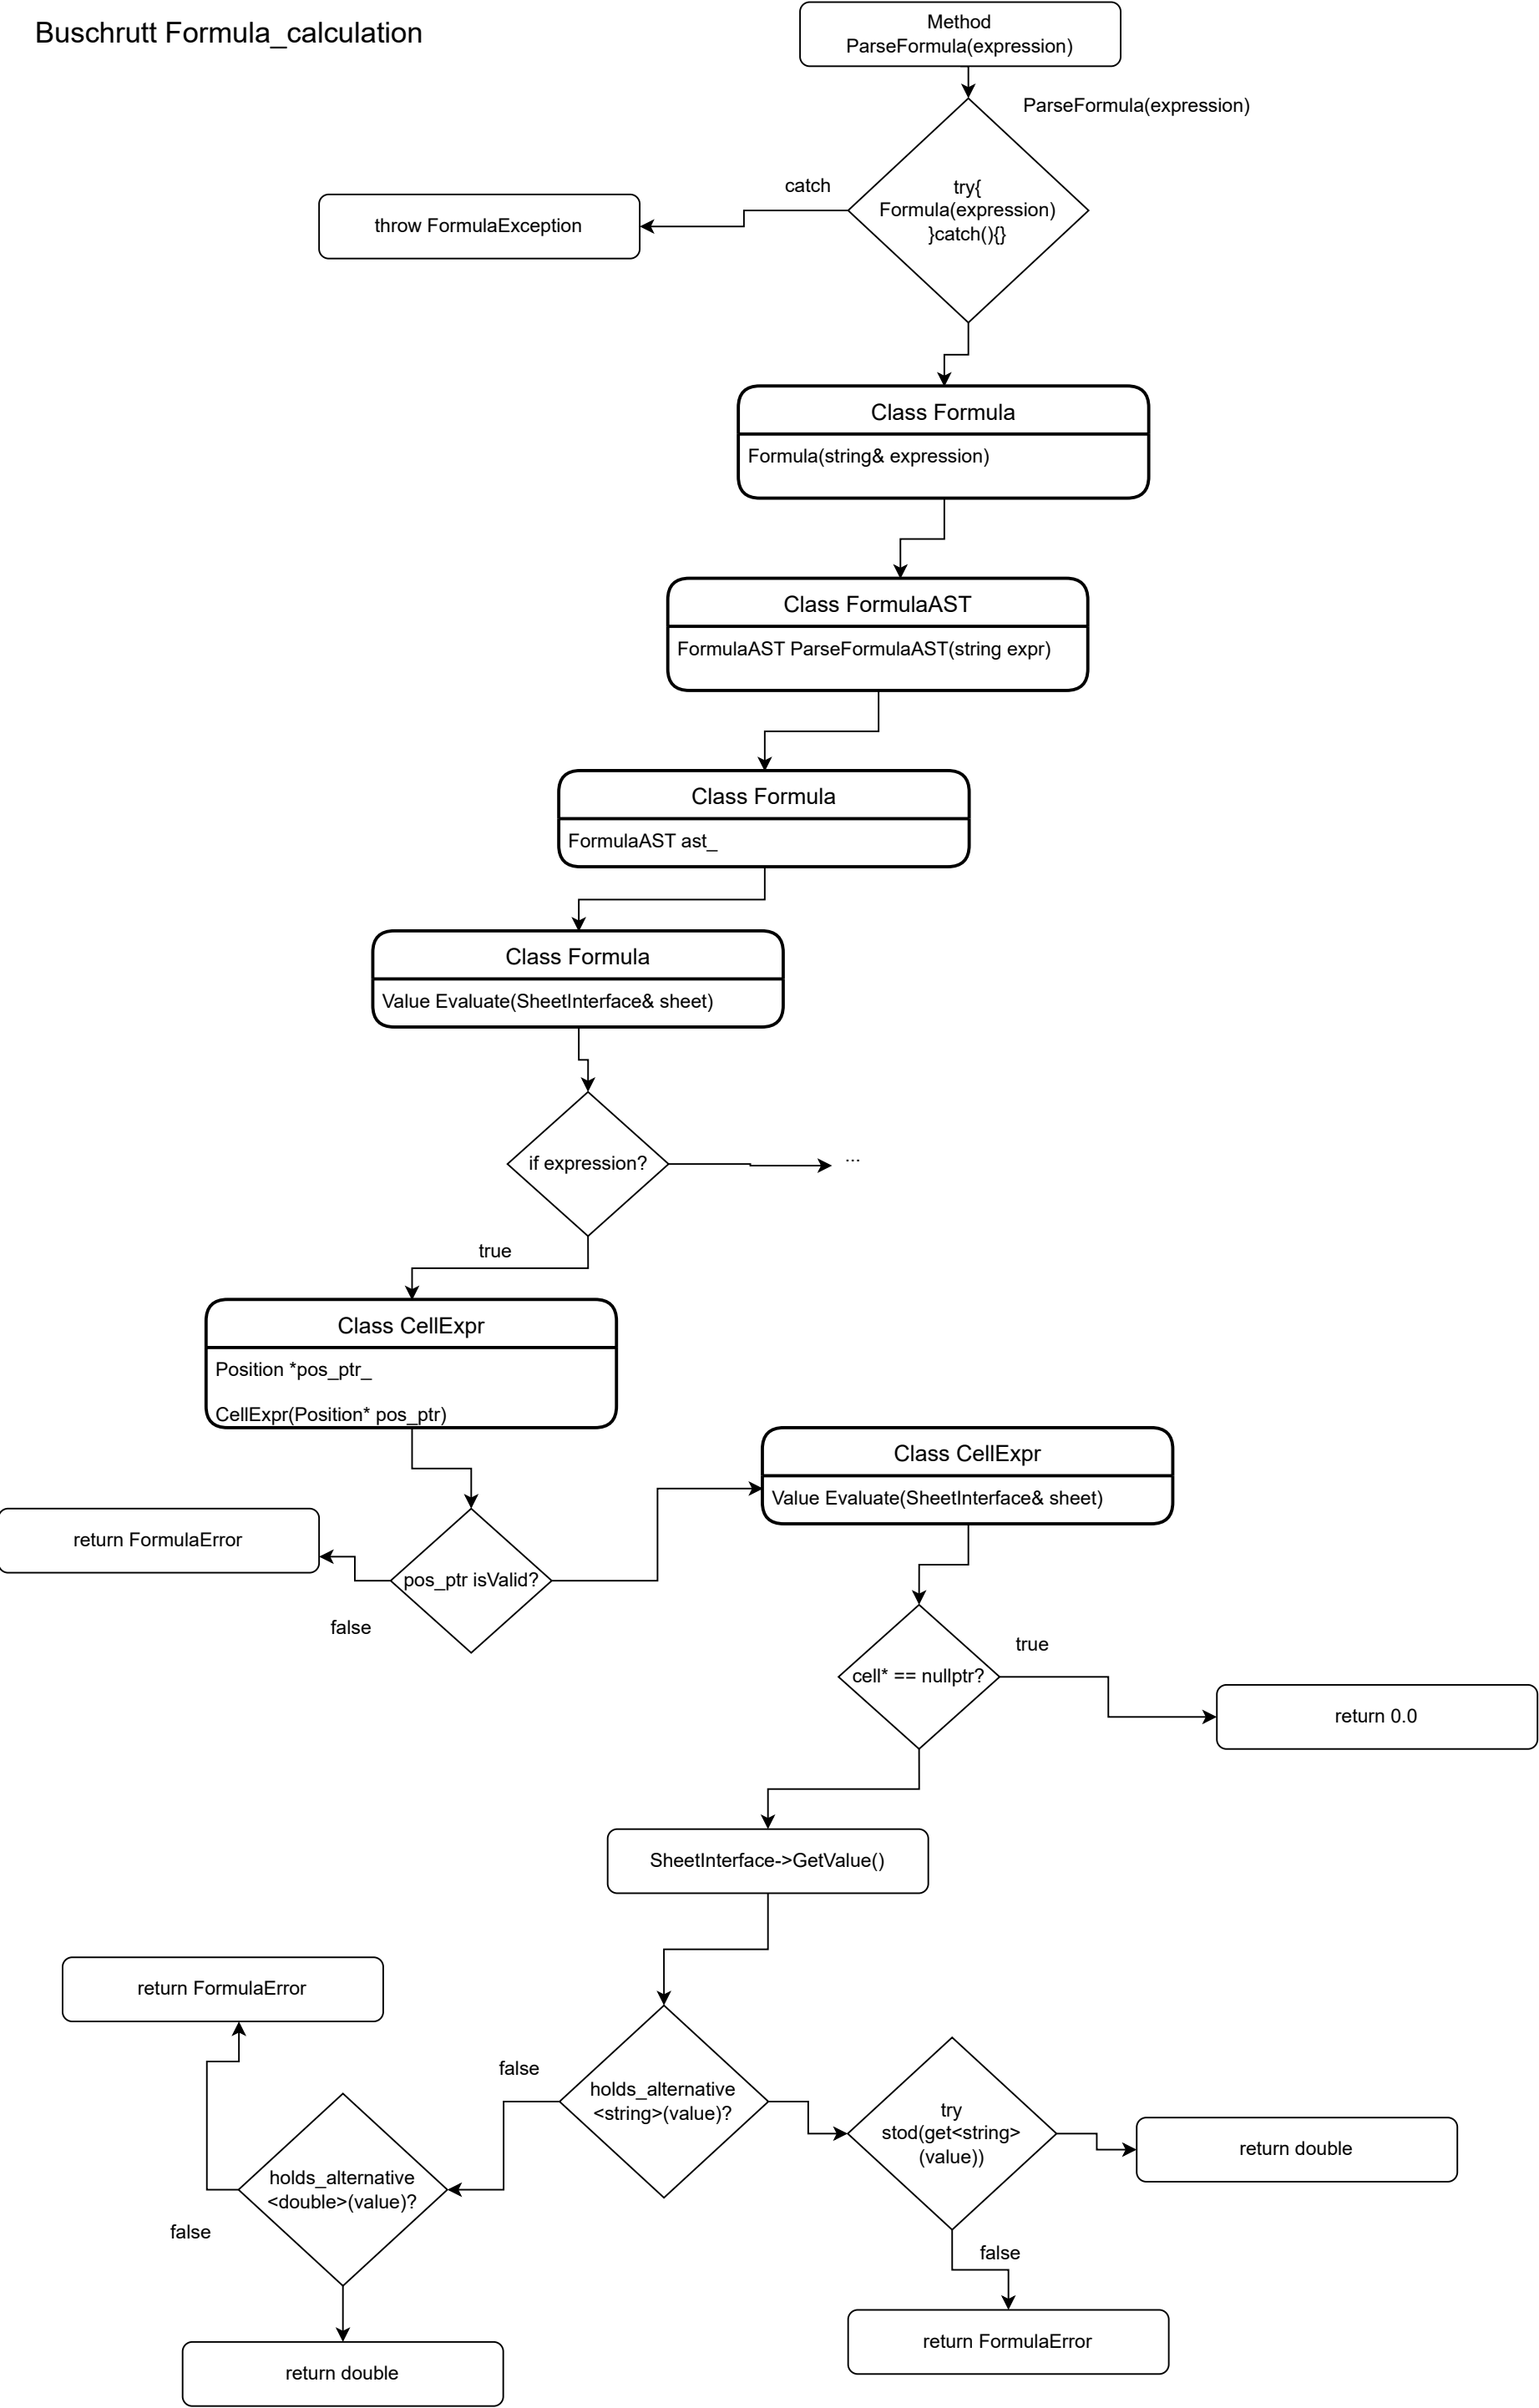 Buschrutt Formula_calculation
Method
ParseFormula(expression)
ParseFormula(expression)
catch
try{
Formula(expression)
}catch(){}
throw FormulaException
Class Formula
Formula(string& expression)
Class FormulaAST
FormulaAST ParseFormulaAST(string expr)
Class Formula
FormulaAST ast_
Class Formula
Value Evaluate(SheetInterface& sheet)
if expression?
...
true
Class CellExpr
Position *pos_ptr_
CellExpr(Position* pos_ptr)
Class CellExpr
Value Evaluate(SheetInterface& sheet)
return FormulaError
pos_ptr isValid?
false
true
cell* == nullptr?
return 0.0
SheetInterface->GetValue()
return FormulaError
false
holds_alternative
<string>(value)?
try
stod(get<string>
(value))
return double
holds_alternative
<double>(value)?
false
false
return FormulaError
return double